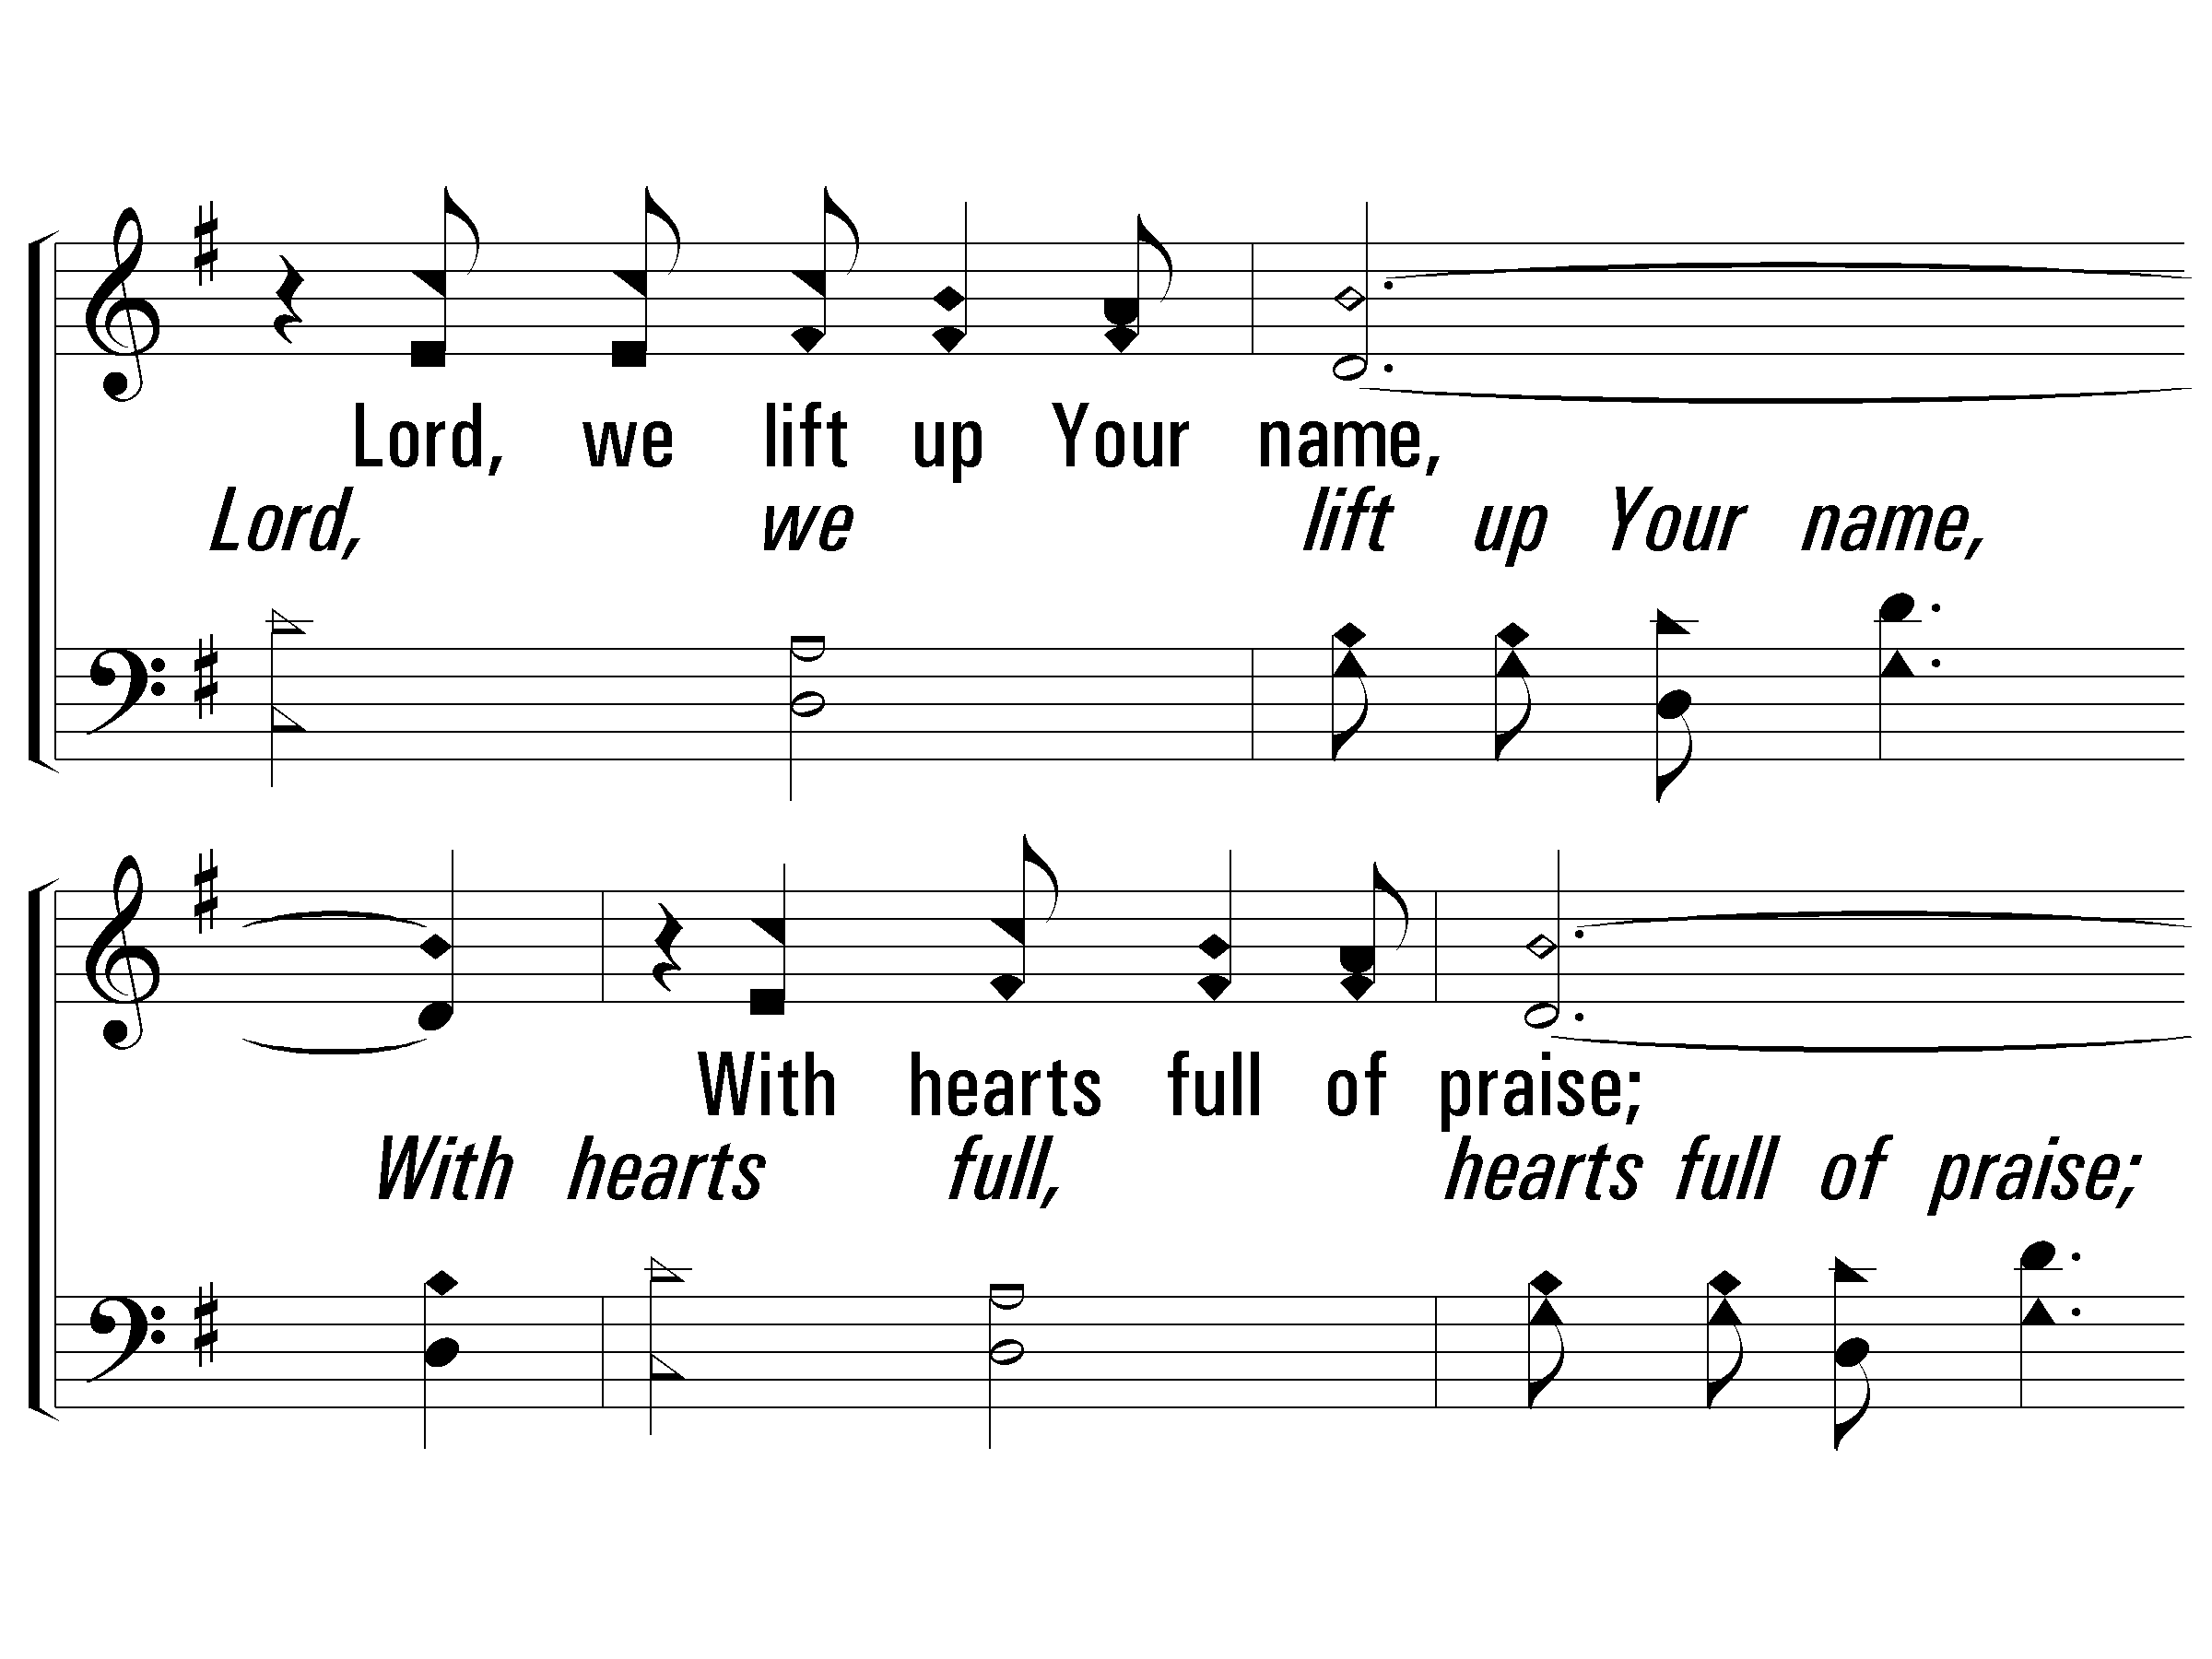 Lord, we lift up Your name,
Lord, we lift up Your name,
With hearts full of praise;
With hearts full, hearts full of praise;